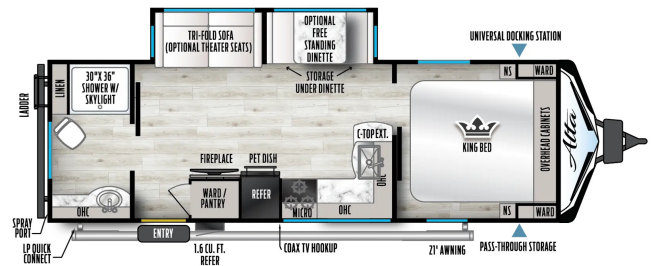 TRI-FOLD SOFA
(OPTIONAL THEATER SEATS)
OPTIONAL
FREE
STANDING
DINETTE
STORAGE
UNDER DINETTE
UNIVERSAL DOCKING STATION
LADDER
LINEN
30"X 36"
SHOWER W/
SKYLIGHT
NS
WARD
C-TOP EXT.
OHC
KING BED
OVERHEAD CABINETS
Alta
FIREPLACE
PET DISH
WARD /
PANTRY
REFER
MICRO
OHC
OHC
NS
WARD
SPRAY
PORT
LP QUICK
CONNECT
ENTRY
1.6 CU. FT.
REFER
COAX TV HOOKUP
21' AWNING
PASS-THROUGH STORAGE